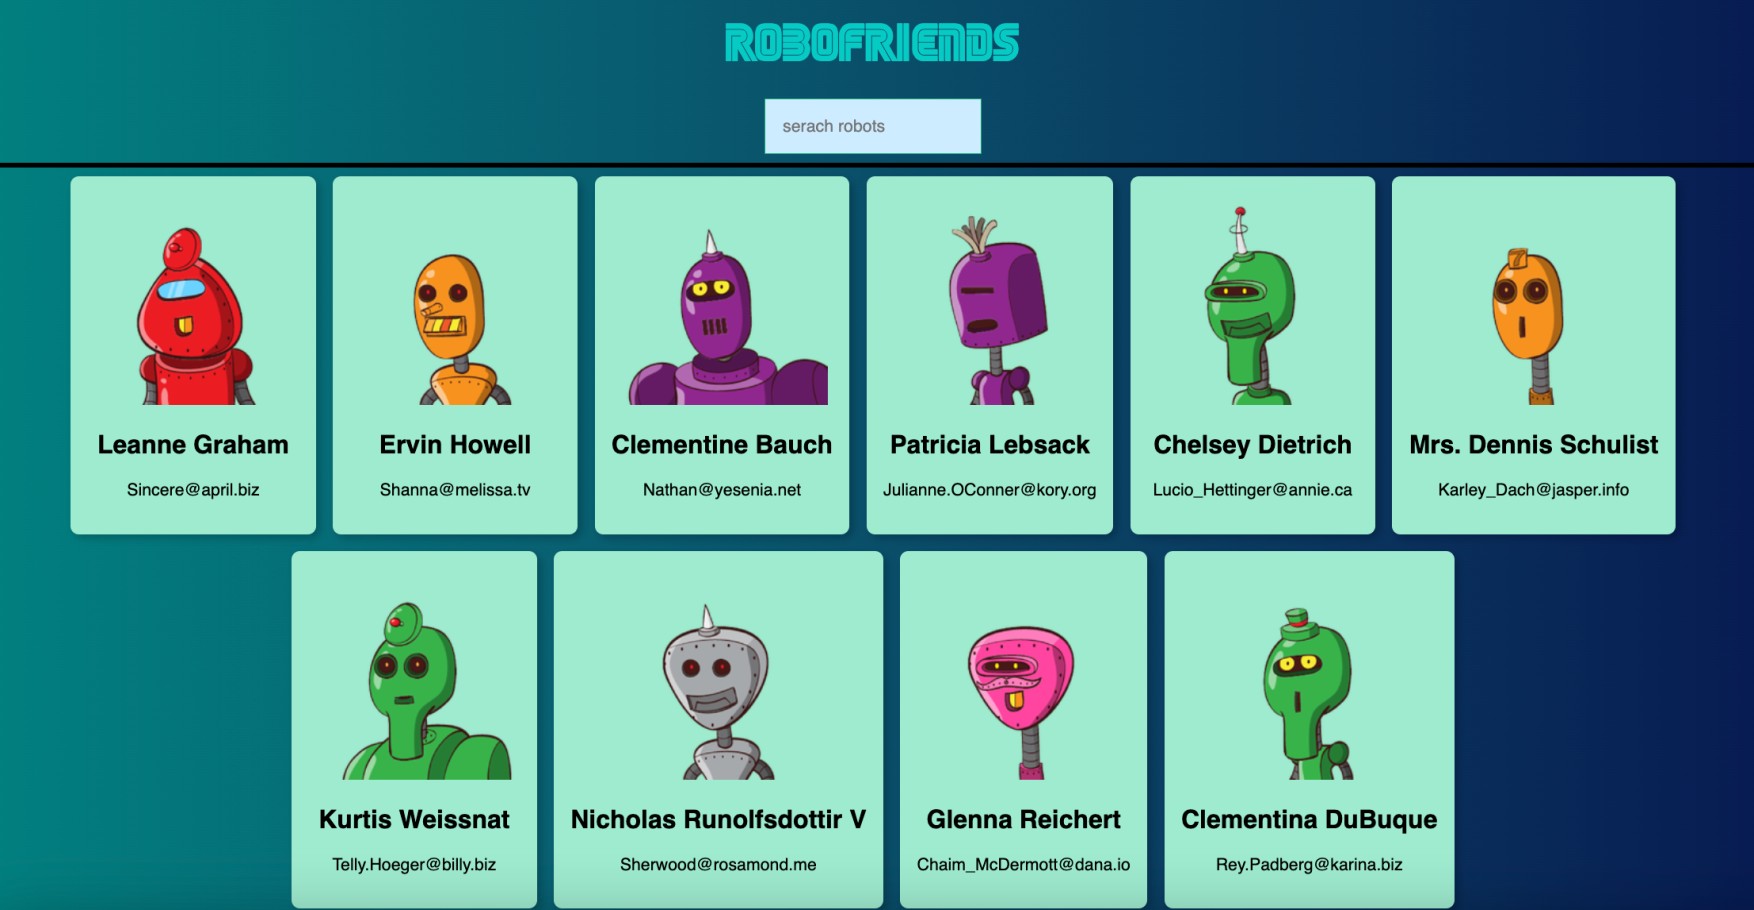 ROBOFRIENDS
serach robots
Leanne Graham
Sincere@april.biz
Ervin Howell
Shanna@melissa.tv
Clementine Bauch
Nathan@yesenia.net
Patricia Lebsack
Julianne.OConner@kory.org
Chelsey Dietrich
Lucio_Hettinger@annie.ca
7
Mrs. Dennis Schulist
Karley_Dach@jasper.info
Kurtis Weissnat
Telly.Hoeger@billy.biz
Nicholas Runolfsdottir V
Sherwood@rosamond.me
Glenna Reichert
Chaim_McDermott@dana.io
Clementina DuBuque
Rey.Padberg@karina.biz